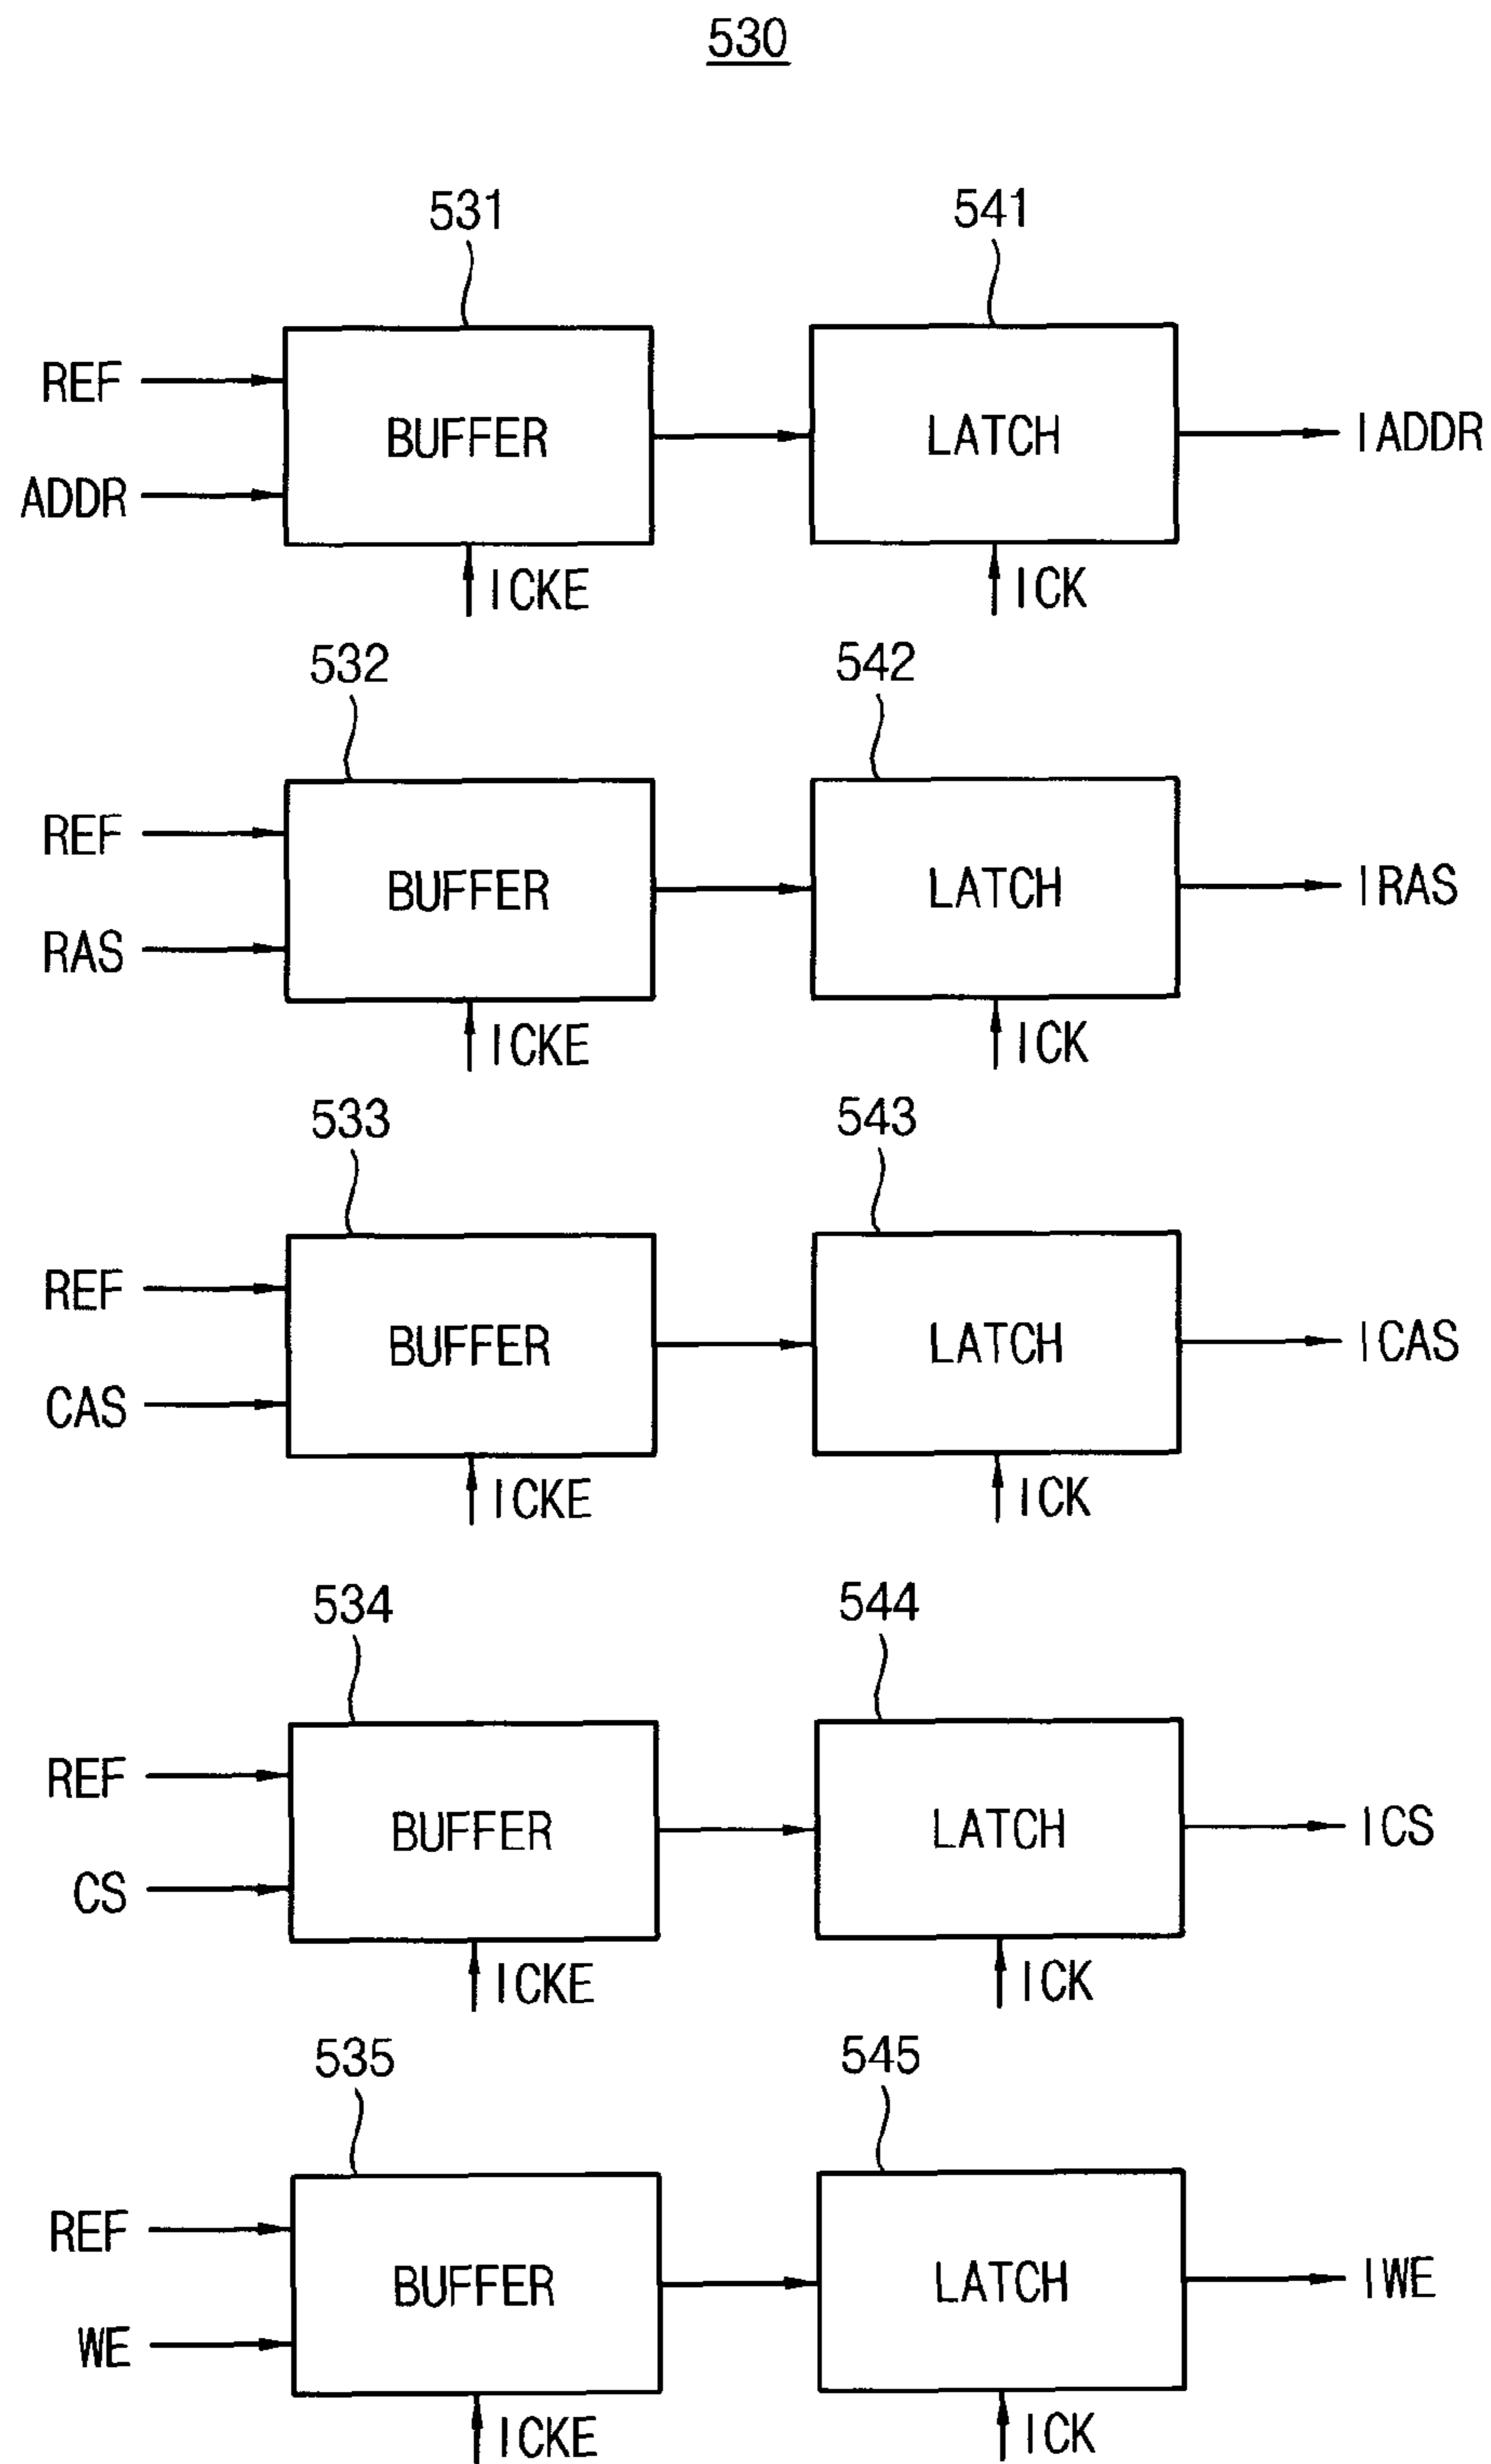 530
531 541
REF
BUFFER LATCH IADDR
ADDR
ICKE ICK
532 542
REF
BUFFER LATCH IRAS
RAS
ICKE ICK
533 543
REF
BUFFER LATCH ICAS
CAS
ICKE ICK
534 544
REF
BUFFER LATCH ICS
CS
ICKE ICK
535 545
REF
BUFFER LATCH IWE
WE
ICKE ICK